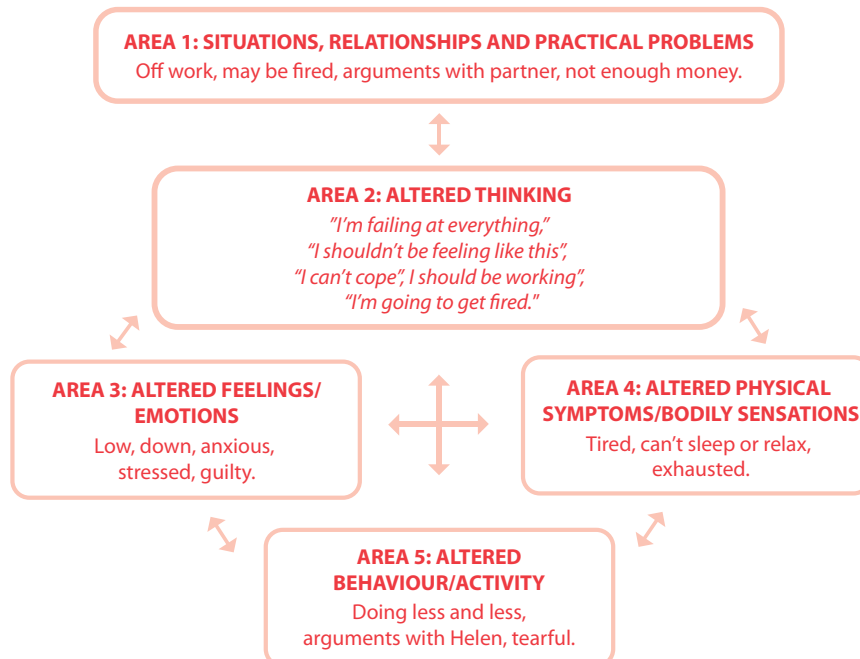 AREA 1: SITUATIONS, RELATIONSHIPS AND PRACTICAL PROBLEMS
Off work, may be fired, arguments with partner, not enough money.
AREA 2: ALTERED THINKING
"I'm failing at everything,"
“I shouldn't be feeling like this”,
“I can't cope”, I should be working”,
“I'm going to get fired."
AREA 3: ALTERED FEELINGS/
EMOTIONS
Low, down, anxious,
stressed, guilty.
AREA 4: ALTERED PHYSICAL
SYMPTOMS/BODILY SENSATIONS
Tired, can't sleep or relax,
exhausted.
AREA 5: ALTERED
BEHAVIOUR/ACTIVITY
Doing less and less,
arguments with Helen, tearful.